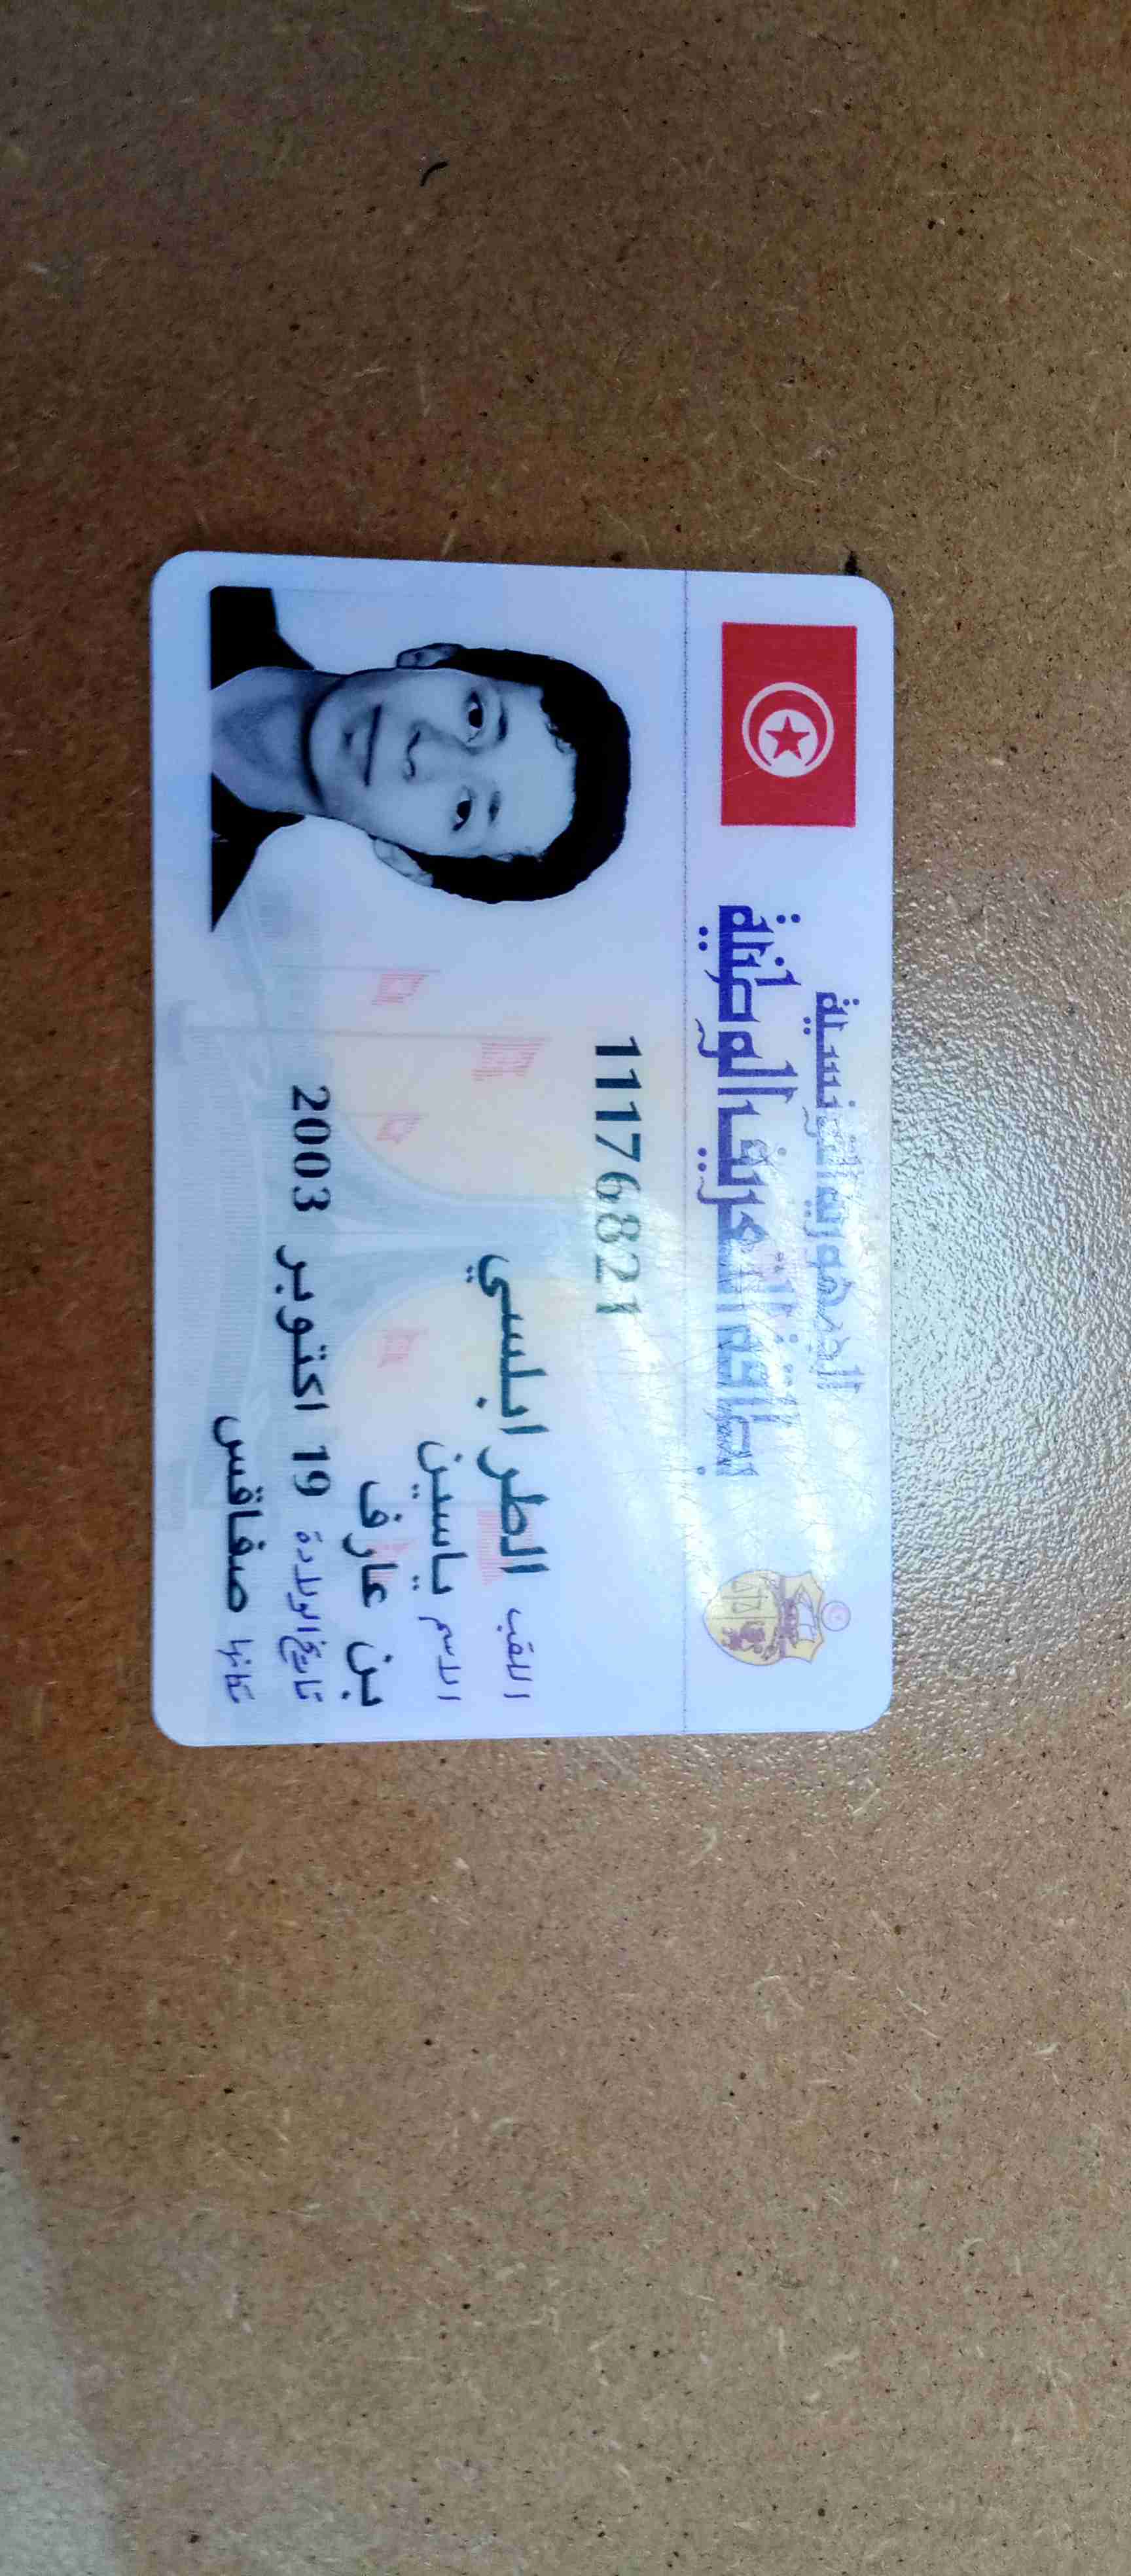 الجمهورية التونسية
بطاقة التعريف الوطنية
11176821
اللقب الطرابلسي
الاسم ياسين
بن عارف
تاريخ الولادة 19 اكتوبر 2003
مكانها صفاقس